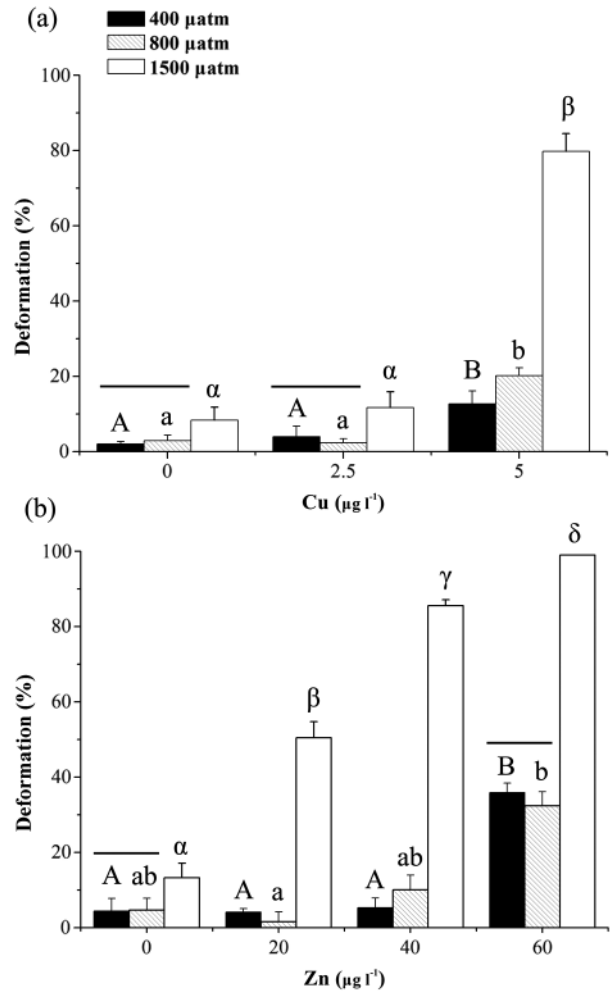 (a)
400 µatm
800 µatm
1500 µatm
100
80
60
40
20
0
Deformation (%)
A a α
A a α
B b β
0 2.5 5
Cu (µg l⁻¹)
(b)
100
80
60
40
20
0
Deformation (%)
A ab α
A a β
A ab γ
B b δ
0 20 40 60
Zn (µg l⁻¹)